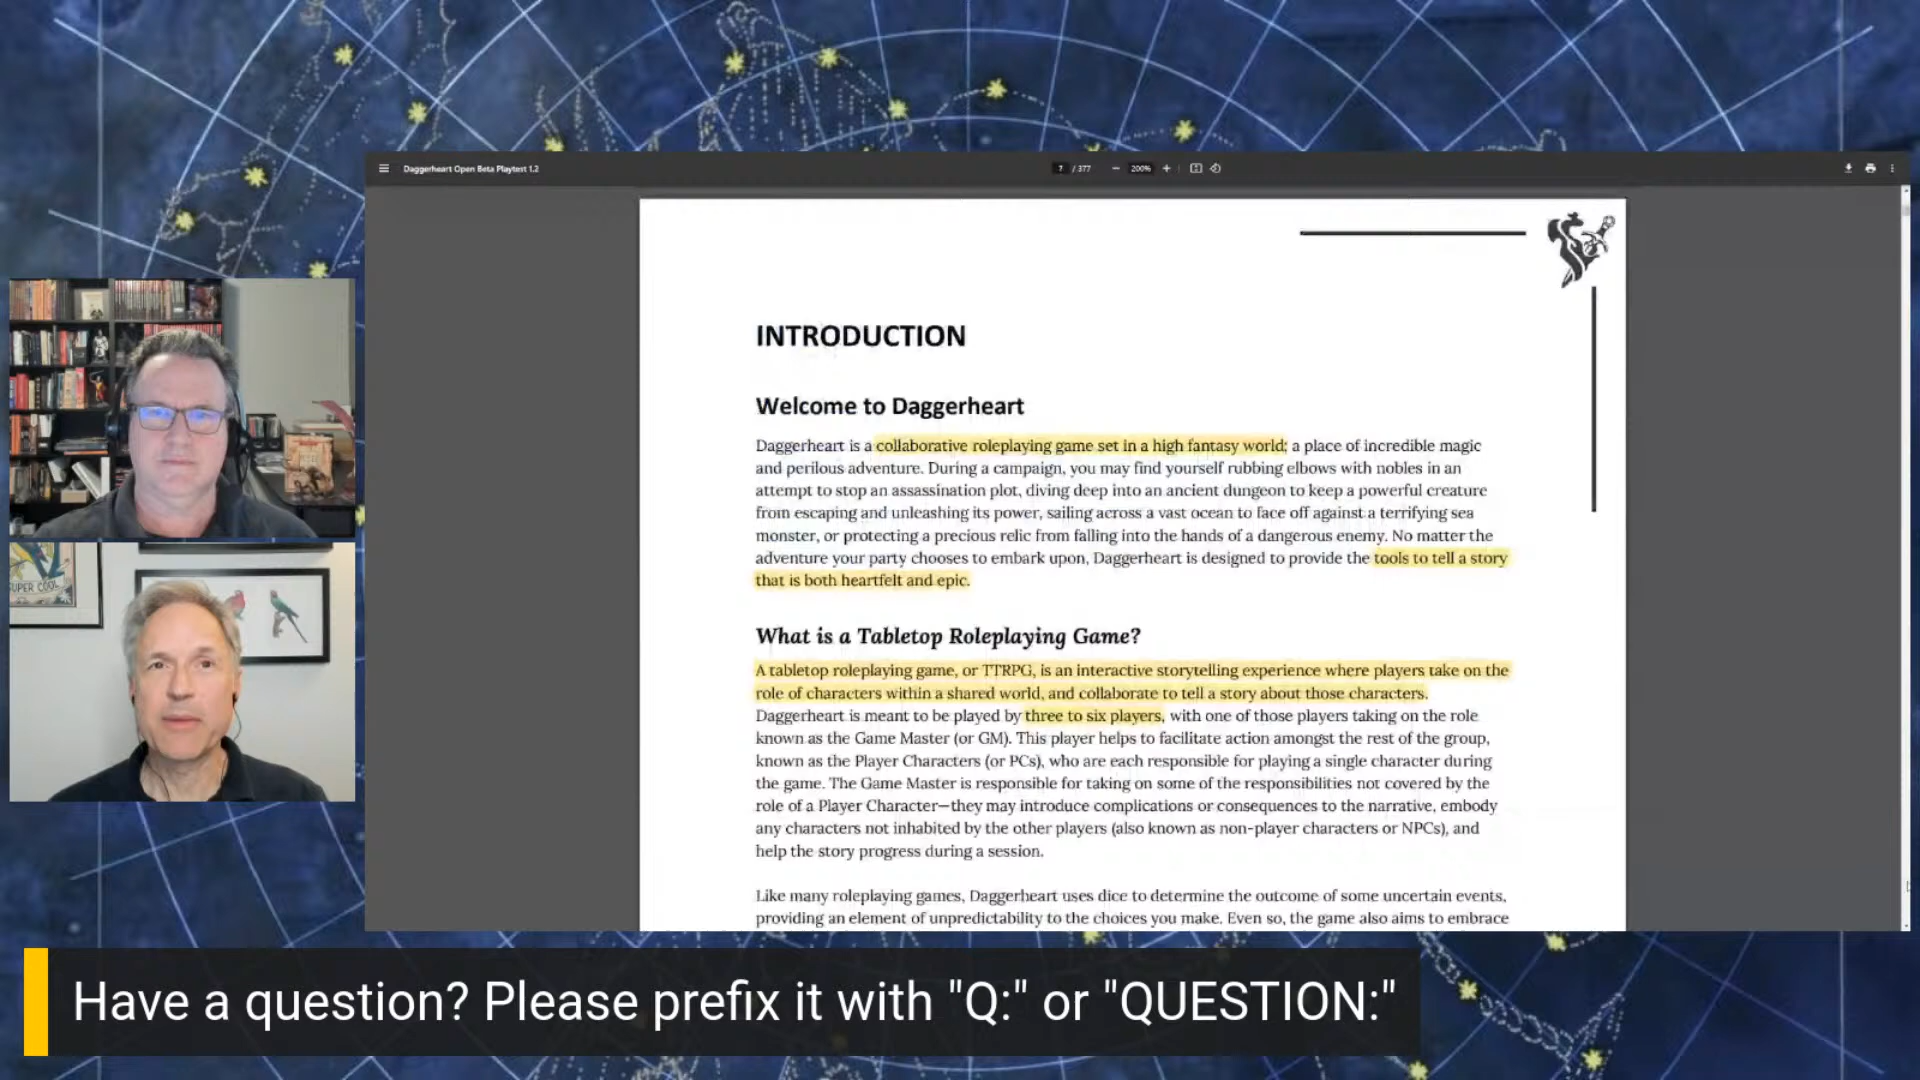 Daggerheart Open Beta Playtest 1.2
7 / 377
200%
INTRODUCTION
Welcome to Daggerheart
Daggerheart is a collaborative roleplaying game set in a high fantasy world; a place of incredible magic
and perilous adventure. During a campaign, you may find yourself rubbing elbows with nobles in an
attempt to stop an assassination plot, diving deep into an ancient dungeon to keep a powerful creature
from escaping and unleashing its power, sailing across a vast ocean to face off against a terrifying sea
monster, or protecting a precious relic from falling into the hands of a dangerous enemy. No matter the
adventure your party chooses to embark upon, Daggerheart is designed to provide the tools to tell a story
that is both heartfelt and epic.
What is a Tabletop Roleplaying Game?
A tabletop roleplaying game, or TTRPG, is an interactive storytelling experience where players take on the
role of characters within a shared world, and collaborate to tell a story about those characters.
Daggerheart is meant to be played by three to six players, with one of those players taking on the role
known as the Game Master (or GM). This player helps to facilitate action amongst the rest of the group,
known as the Player Characters (or PCs), who are each responsible for playing a single character during
the game. The Game Master is responsible for taking on some of the responsibilities not covered by the
role of a Player Character—they may introduce complications or consequences to the narrative, embody
any characters not inhabited by the other players (also known as non-player characters or NPCs), and
help the story progress during a session.
Like many roleplaying games, Daggerheart uses dice to determine the outcome of some uncertain events,
providing an element of unpredictability to the choices you make. Even so, the game also aims to embrace
SUPER COOL
Have a question? Please prefix it with "Q:" or "QUESTION:"